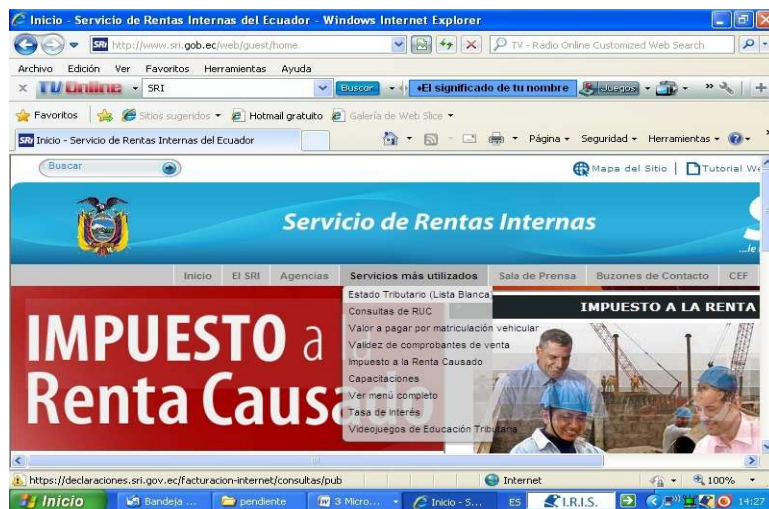 Inicio - Servicio de Rentas Internas del Ecuador - Windows Internet Explorer
SRi http://www.sri.gob.ec/web/guest/home
TV - Radio Online Customized Web Search
Archivo Edición Ver Favoritos Herramientas Ayuda
x TV Online SRI Buscar +El significado de tu nombre Juegos »
Favoritos Sitios sugeridos Hotmail gratuito Galería de Web Slice
SRi Inicio - Servicio de Rentas Internas del Ecuador Página Seguridad Herramientas
Buscar Mapa del Sitio | Tutorial We
Servicio de Rentas Internas S
...le
Inicio El SRI Agencias Servicios más utilizados Sala de Prensa Buzones de Contacto CEF
IMPUESTO a
Renta Causado
Estado Tributario (Lista Blanca)
Consultas de RUC
Valor a pagar por matriculación vehicular
Validez de comprobantes de venta
Impuesto a la Renta Causado
Capacitaciones
Ver menú completo
Tasa de Interés
Videojuegos de Educación Tributaria
IMPUESTO A LA RENTA
https://declaraciones.sri.gov.ec/facturacion-internet/consultas/pub Internet 100%
Inicio Bandeja ... pendiente 3 Micro... Inicio - S... ES I.R.I.S. 14:27